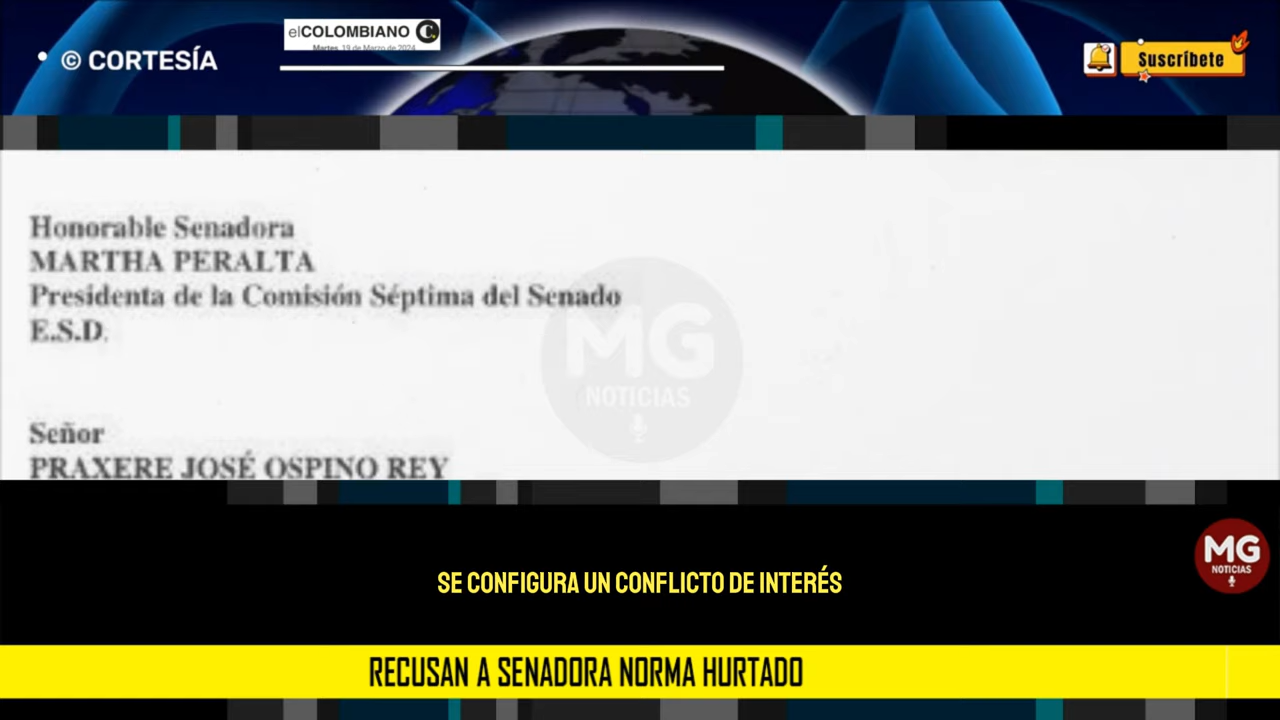 © CORTESÍA
elCOLOMBIANO C
Martes, 19 de Marzo de 2024
Suscríbete
Honorable Senadora
MARTHA PERALTA
Presidenta de la Comisión Séptima del Senado
E.S.D.
MG
NOTICIAS
Señor
PRAXERE JOSÉ OSPINO REY
MG
NOTICIAS
SE CONFIGURA UN CONFLICTO DE INTERÉS
RECUSAN A SENADORA NORMA HURTADO